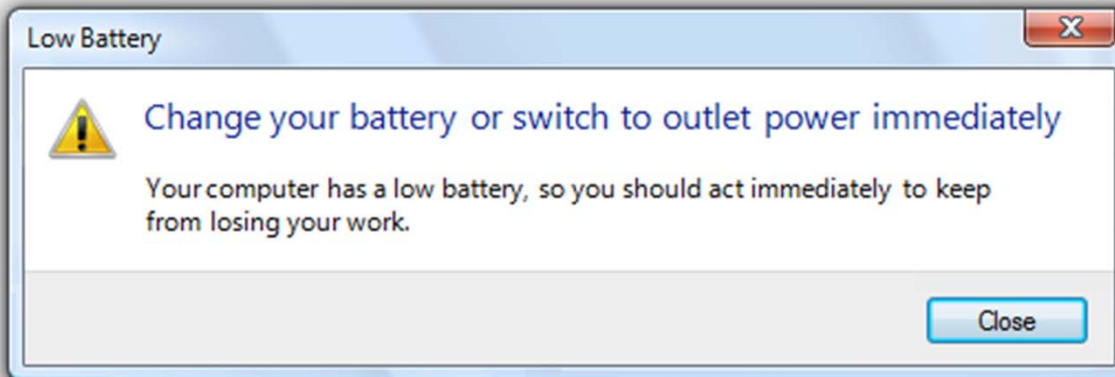 Low Battery
Change your battery or switch to outlet power immediately
Your computer has a low battery, so you should act immediately to keep
from losing your work.
Close